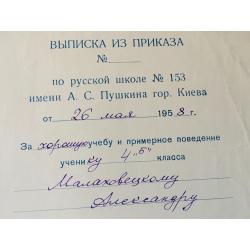 ВЫПИСКА ИЗ ПРИКАЗА
№
по русской школе № 153
имени А. С. Пушкина гор. Киева
от 26 мая 1958 г.
За хорошую учебу и примерное поведение
ученику 4 „б" класса
Малаховецкому
Александру